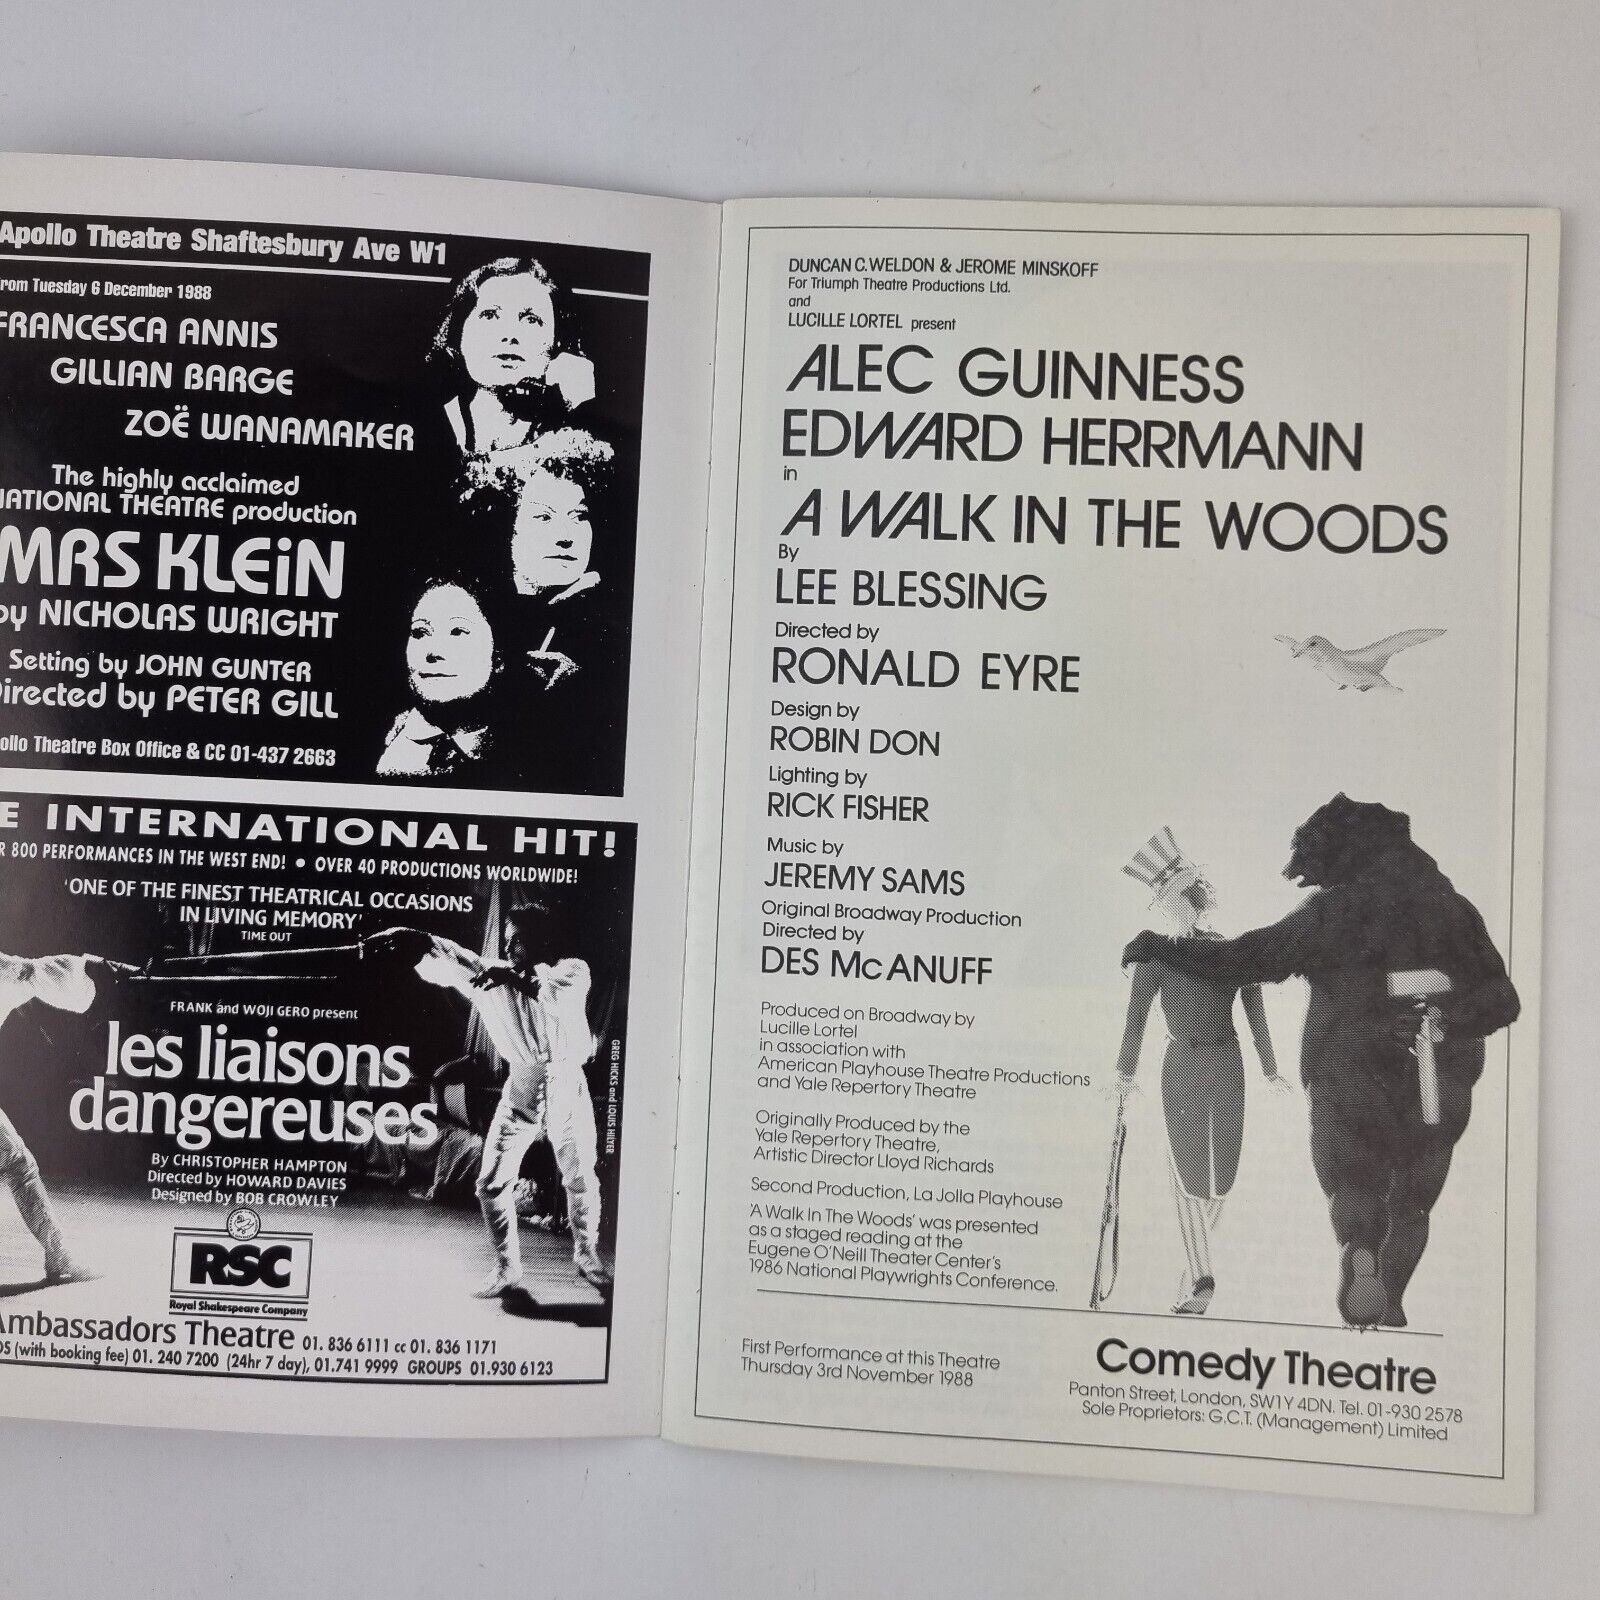 Apollo Theatre Shaftesbury Ave W1
Tuesday 6 December 1988
FRANCESCA ANNIS
GILLIAN BARGE
ZOË WANAMAKER
The highly acclaimed
NATIONAL THEATRE production
MRS KLEiN
by NICHOLAS WRIGHT
Setting by JOHN GUNTER
Directed by PETER GILL
Theatre Box Office & CC 01-437 2663
INTERNATIONAL HIT!
800 PERFORMANCES IN THE WEST END! • OVER 40 PRODUCTIONS WORLDWIDE!
'ONE OF THE FINEST THEATRICAL OCCASIONS
IN LIVING MEMORY'
TIME OUT
FRANK and WOJI GERO present
les liaisons
dangereuses
GREG HICKS and LOUIS HILYER
By CHRISTOPHER HAMPTON
Directed by HOWARD DAVIES
Designed by BOB CROWLEY
RSC
Royal Shakespeare Company
Ambassadors Theatre 01. 836 6111 cc 01. 836 1171
(with booking fee) 01. 240 7200 (24hr 7 day), 01.741 9999 GROUPS 01.930 6123
DUNCAN C. WELDON & JEROME MINSKOFF
For Triumph Theatre Productions Ltd.
and
LUCILLE LORTEL present
ALEC GUINNESS
EDWARD HERRMANN
in
A WALK IN THE WOODS
By
LEE BLESSING
Directed by
RONALD EYRE
Design by
ROBIN DON
Lighting by
RICK FISHER
Music by
JEREMY SAMS
Original Broadway Production
Directed by
DES McANUFF
Produced on Broadway by
Lucille Lortel
in association with
American Playhouse Theatre Productions
and Yale Repertory Theatre
Originally Produced by the
Yale Repertory Theatre,
Artistic Director Lloyd Richards
Second Production, La Jolla Playhouse
'A Walk In The Woods' was presented
as a staged reading at the
Eugene O'Neill Theater Center's
1986 National Playwrights Conference.
First Performance at this Theatre
Thursday 3rd November 1988
Comedy Theatre
Panton Street, London, SW1Y 4DN. Tel. 01-930 2578
Sole Proprietors: G.C.T. (Management) Limited